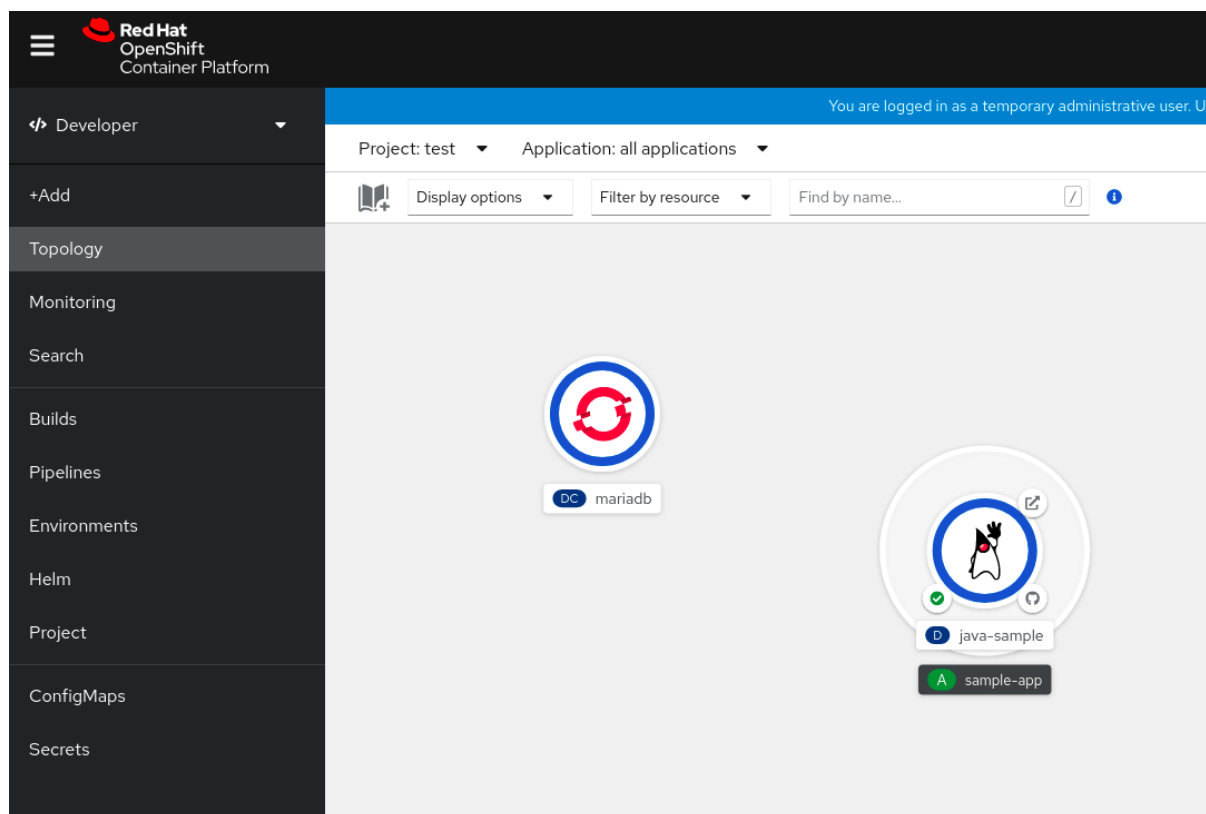 Red Hat
OpenShift
Container Platform
</> Developer
You are logged in as a temporary administrative user. U
Project: test
Application: all applications
+Add
Display options
Filter by resource
Find by name...
/
i
Topology
Monitoring
Search
Builds
Pipelines
Environments
Helm
Project
ConfigMaps
Secrets
DC mariadb
D java-sample
A sample-app